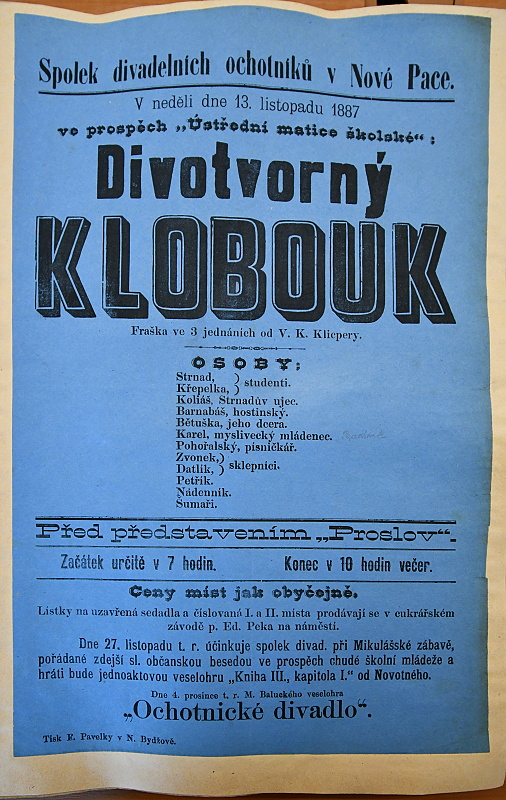 Spolek divadelních ochotníků v Nové Pace.
V neděli dne 13. listopadu 1887
ve prospěch „Ústřední matice školské“:
Divotvorný
KLOBOUK
Fraška ve 3 jednáních od V. K. Klicpery.
OSOBY:
Strnad, } studenti.
Křepelka, }
Koliáš, Strnadův ujec.
Barnabáš, hostinský.
Bětuška, jeho dcera.
Karel, myslivecký mládenec.
Pohořalský, písničkář.
Zvonek, } sklepníci.
Datlík, }
Petřík.
Nádenník.
Šumaři.
Před představením „Proslov“.
Začátek určitě v 7 hodin. Konec v 10 hodin večer.
Ceny míst jak obyčejně.
Lístky na uzavřená sedadla a číslovaná I. a II. místa prodávají se v cukrářském
závodě p. Ed. Peka na náměstí.
Dne 27. listopadu t. r. účinkuje spolek divad. při Mikulášské zábavě,
pořádané zdejší sl. občanskou besedou ve prospěch chudé školní mládeže a
hráti bude jednoaktovou veselohru „Kniha III., kapitola I.“ od Novotného.
Dne 4. prosince t. r. M. Baluckého veselohra
„Ochotnické divadlo“.
Tisk F. Pavelky v N. Bydžově.